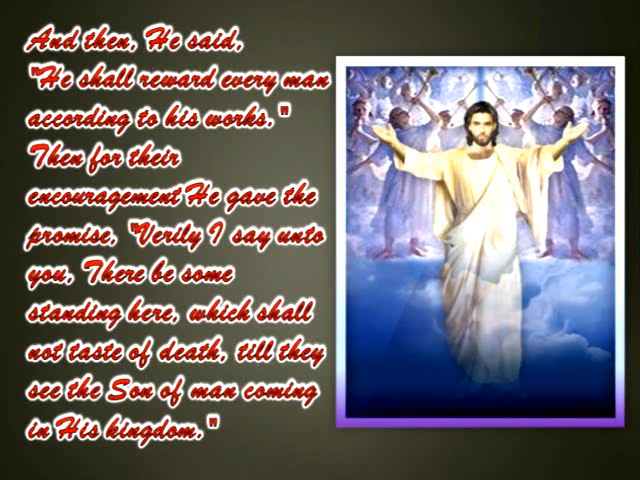 And then, He said,
"He shall reward every man
according to his works."
Then for their
encouragement He gave the
promise, "Verily I say unto
you, There be some
standing here, which shall
not taste of death, till they
see the Son of man coming
in His kingdom."